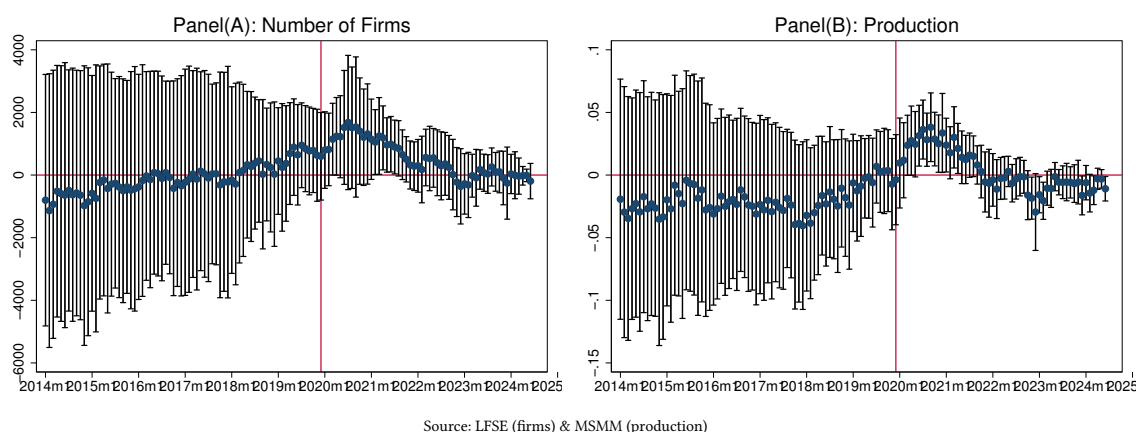 Panel(A): Number of Firms
4000
2000
0
-2000
-4000
-6000
2014m1 2015m1 2016m1 2017m1 2018m1 2019m1 2020m1 2021m1 2022m1 2023m1 2024m1 2025
Panel(B): Production
.1
.05
0
-.05
-.1
-.15
2014m1 2015m1 2016m1 2017m1 2018m1 2019m1 2020m1 2021m1 2022m1 2023m1 2024m1 2025
Source: LFSE (firms) & MSMM (production)